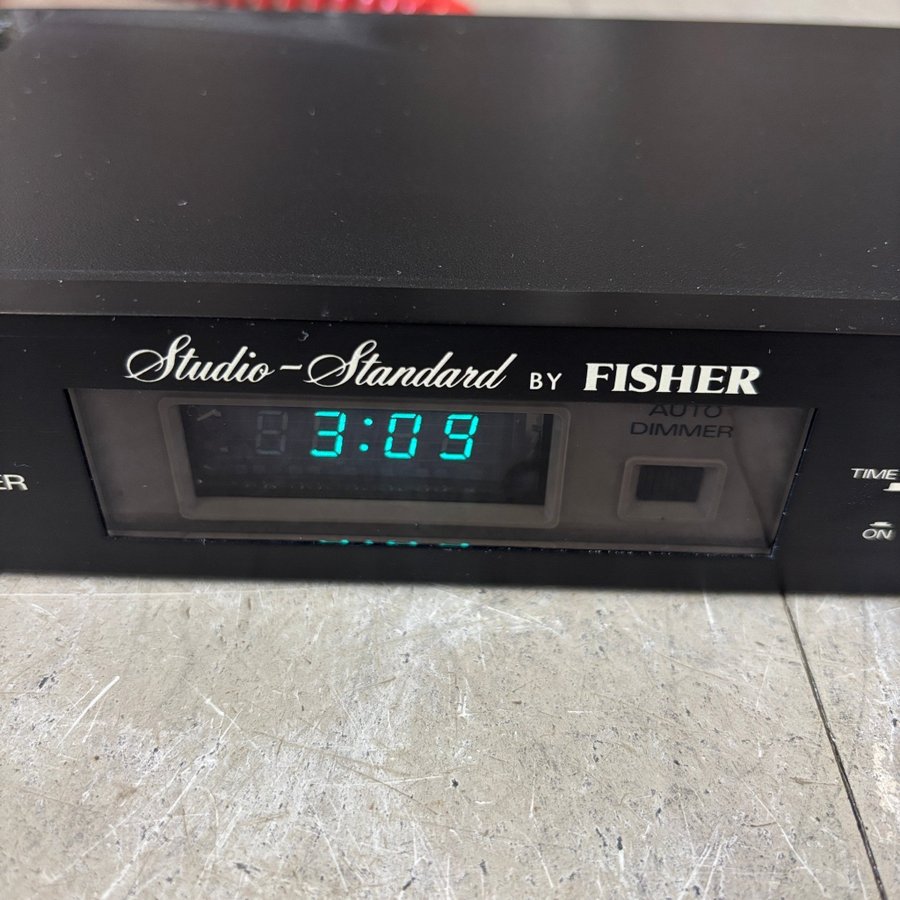 Studio-Standard BY FISHER
3:09
AUTO
DIMMER
ER
TIME
ON